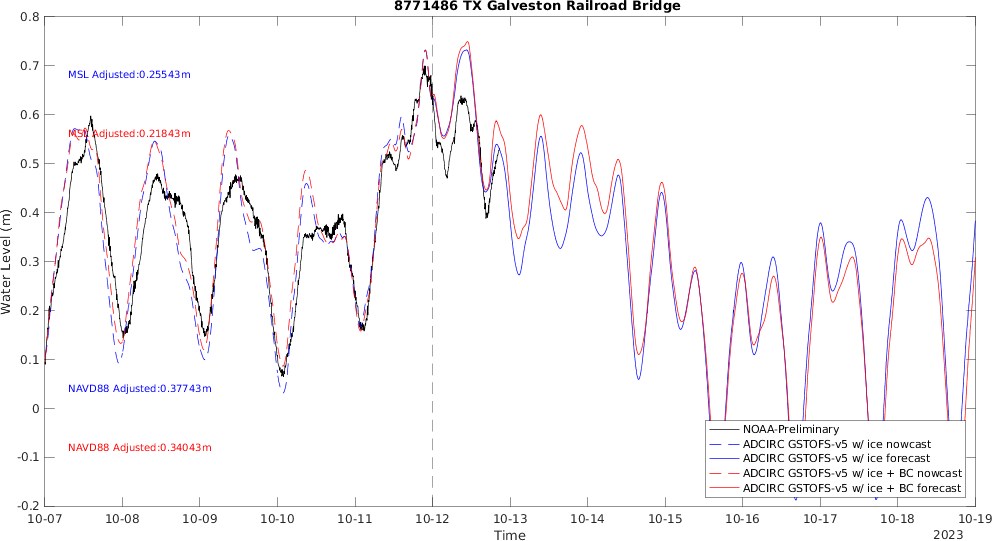 8771486 TX Galveston Railroad Bridge
0.8
0.7
0.6
0.5
0.4
0.3
0.2
0.1
0
-0.1
-0.2
Water Level (m)
MSL Adjusted:0.25543m
MSL Adjusted:0.21843m
NAVD88 Adjusted:0.37743m
NAVD88 Adjusted:0.34043m
NOAA-Preliminary
ADCIRC GSTOFS-v5 w/ ice nowcast
ADCIRC GSTOFS-v5 w/ ice forecast
ADCIRC GSTOFS-v5 w/ ice + BC nowcast
ADCIRC GSTOFS-v5 w/ ice + BC forecast
10-07 10-08 10-09 10-10 10-11 10-12 10-13 10-14 10-15 10-16 10-17 10-18 10-19
Time
2023